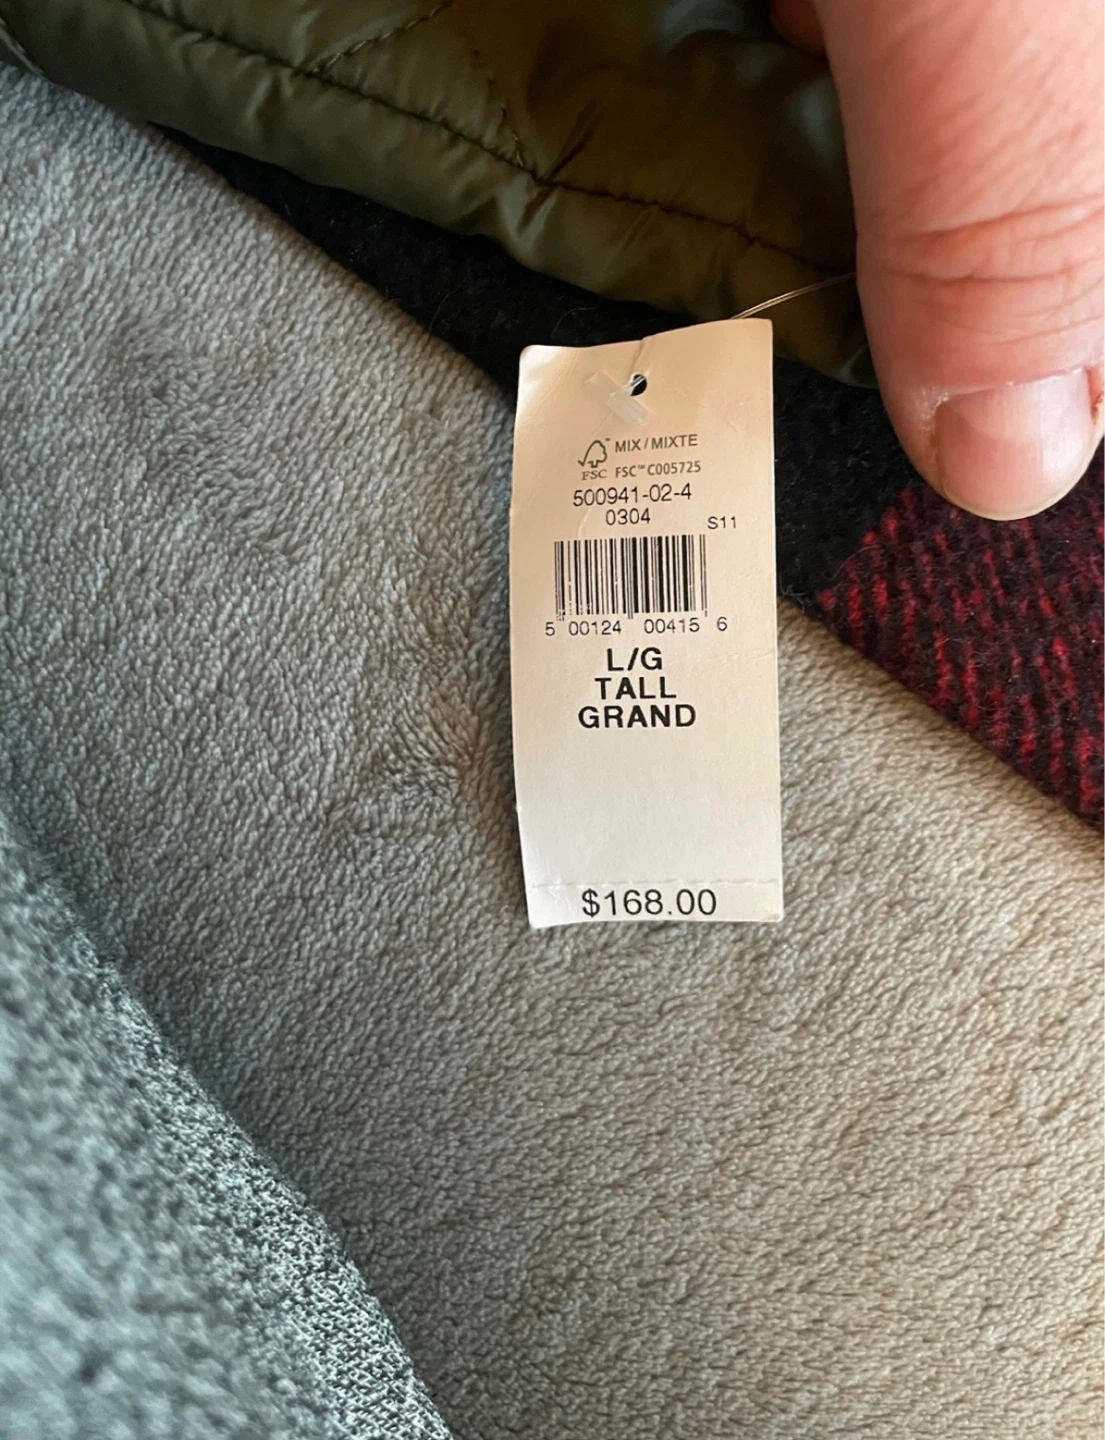 MIX / MIXTE
FSC FSC™ C005725
500941-02-4
0304
S11
5 00124 00415 6
L/G
TALL
GRAND
$168.00